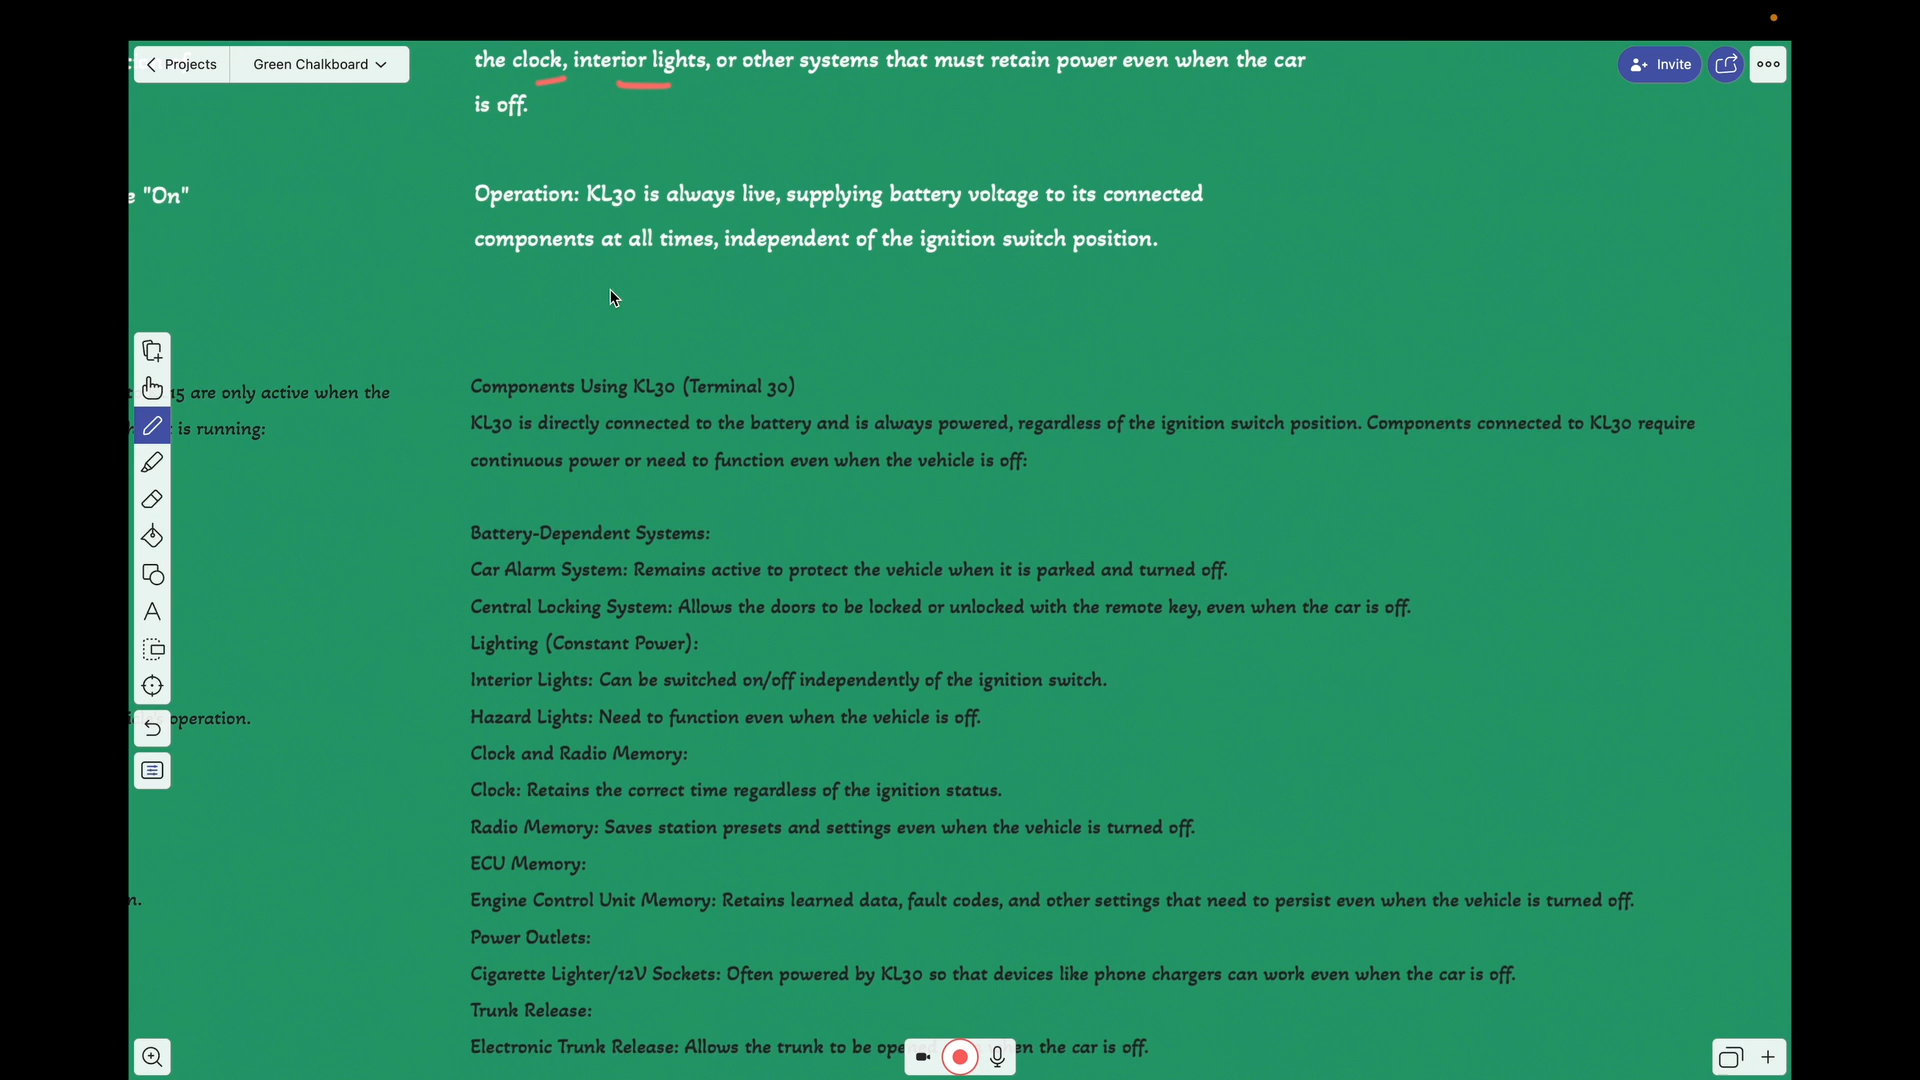 Projects
Green Chalkboard
Invite
the clock, interior lights, or other systems that must retain power even when the car
is off.
"On"
Operation: KL30 is always live, supplying battery voltage to its connected
components at all times, independent of the ignition switch position.
15 are only active when the
is running:
operation.
n.
Components Using KL30 (Terminal 30)
KL30 is directly connected to the battery and is always powered, regardless of the ignition switch position. Components connected to KL30 require
continuous power or need to function even when the vehicle is off:
Battery-Dependent Systems:
Car Alarm System: Remains active to protect the vehicle when it is parked and turned off.
Central Locking System: Allows the doors to be locked or unlocked with the remote key, even when the car is off.
Lighting (Constant Power):
Interior Lights: Can be switched on/off independently of the ignition switch.
Hazard Lights: Need to function even when the vehicle is off.
Clock and Radio Memory:
Clock: Retains the correct time regardless of the ignition status.
Radio Memory: Saves station presets and settings even when the vehicle is turned off.
ECU Memory:
Engine Control Unit Memory: Retains learned data, fault codes, and other settings that need to persist even when the vehicle is turned off.
Power Outlets:
Cigarette Lighter/12V Sockets: Often powered by KL30 so that devices like phone chargers can work even when the car is off.
Trunk Release:
Electronic Trunk Release: Allows the trunk to be the car is off.